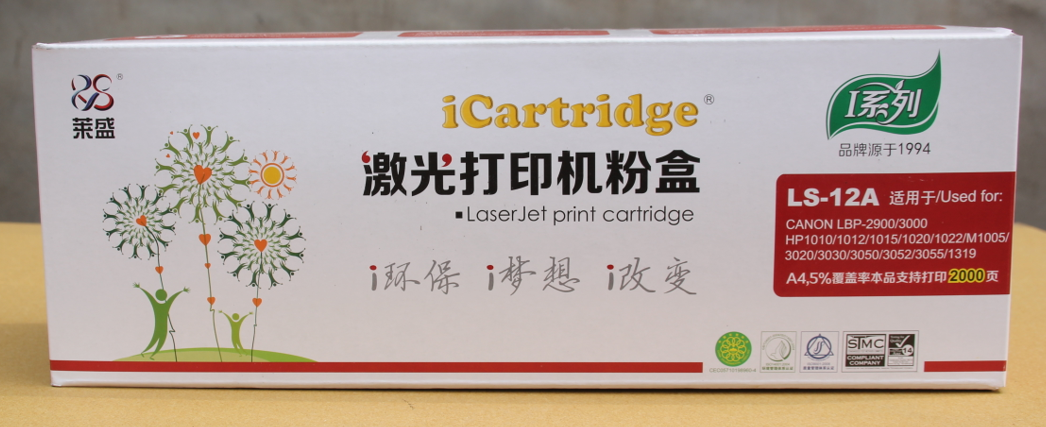 莱盛
iCartridge®
激光打印机粉盒
▪LaserJet print cartridge
i环保 i梦想 i改变
I系列
品牌源于1994
LS-12A 适用于/Used for:
CANON LBP-2900/3000
HP1010/1012/1015/1020/1022/M1005/
3020/3030/3050/3052/3055/1319
A4,5%覆盖率本品支持打印2000页
STMC
COMPLIANT
COMPANY
14